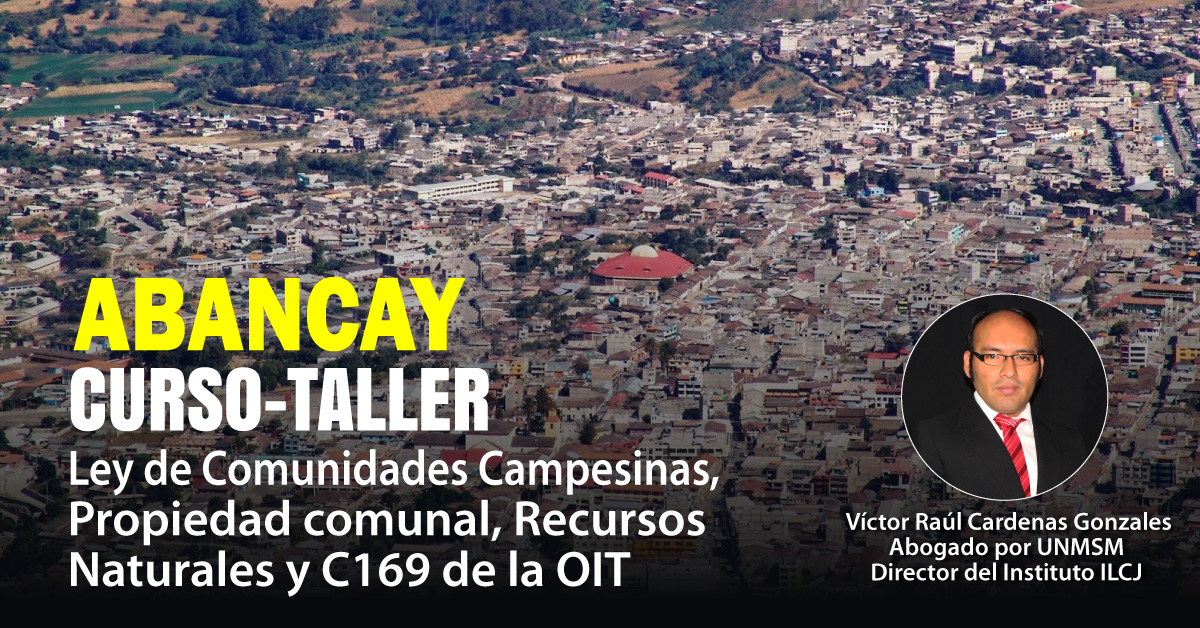 ABANCAY
CURSO-TALLER
Ley de Comunidades Campesinas,
Propiedad comunal, Recursos
Naturales y C169 de la OIT
Víctor Raúl Cardenas Gonzales
Abogado por UNMSM
Director del Instituto ILCJ